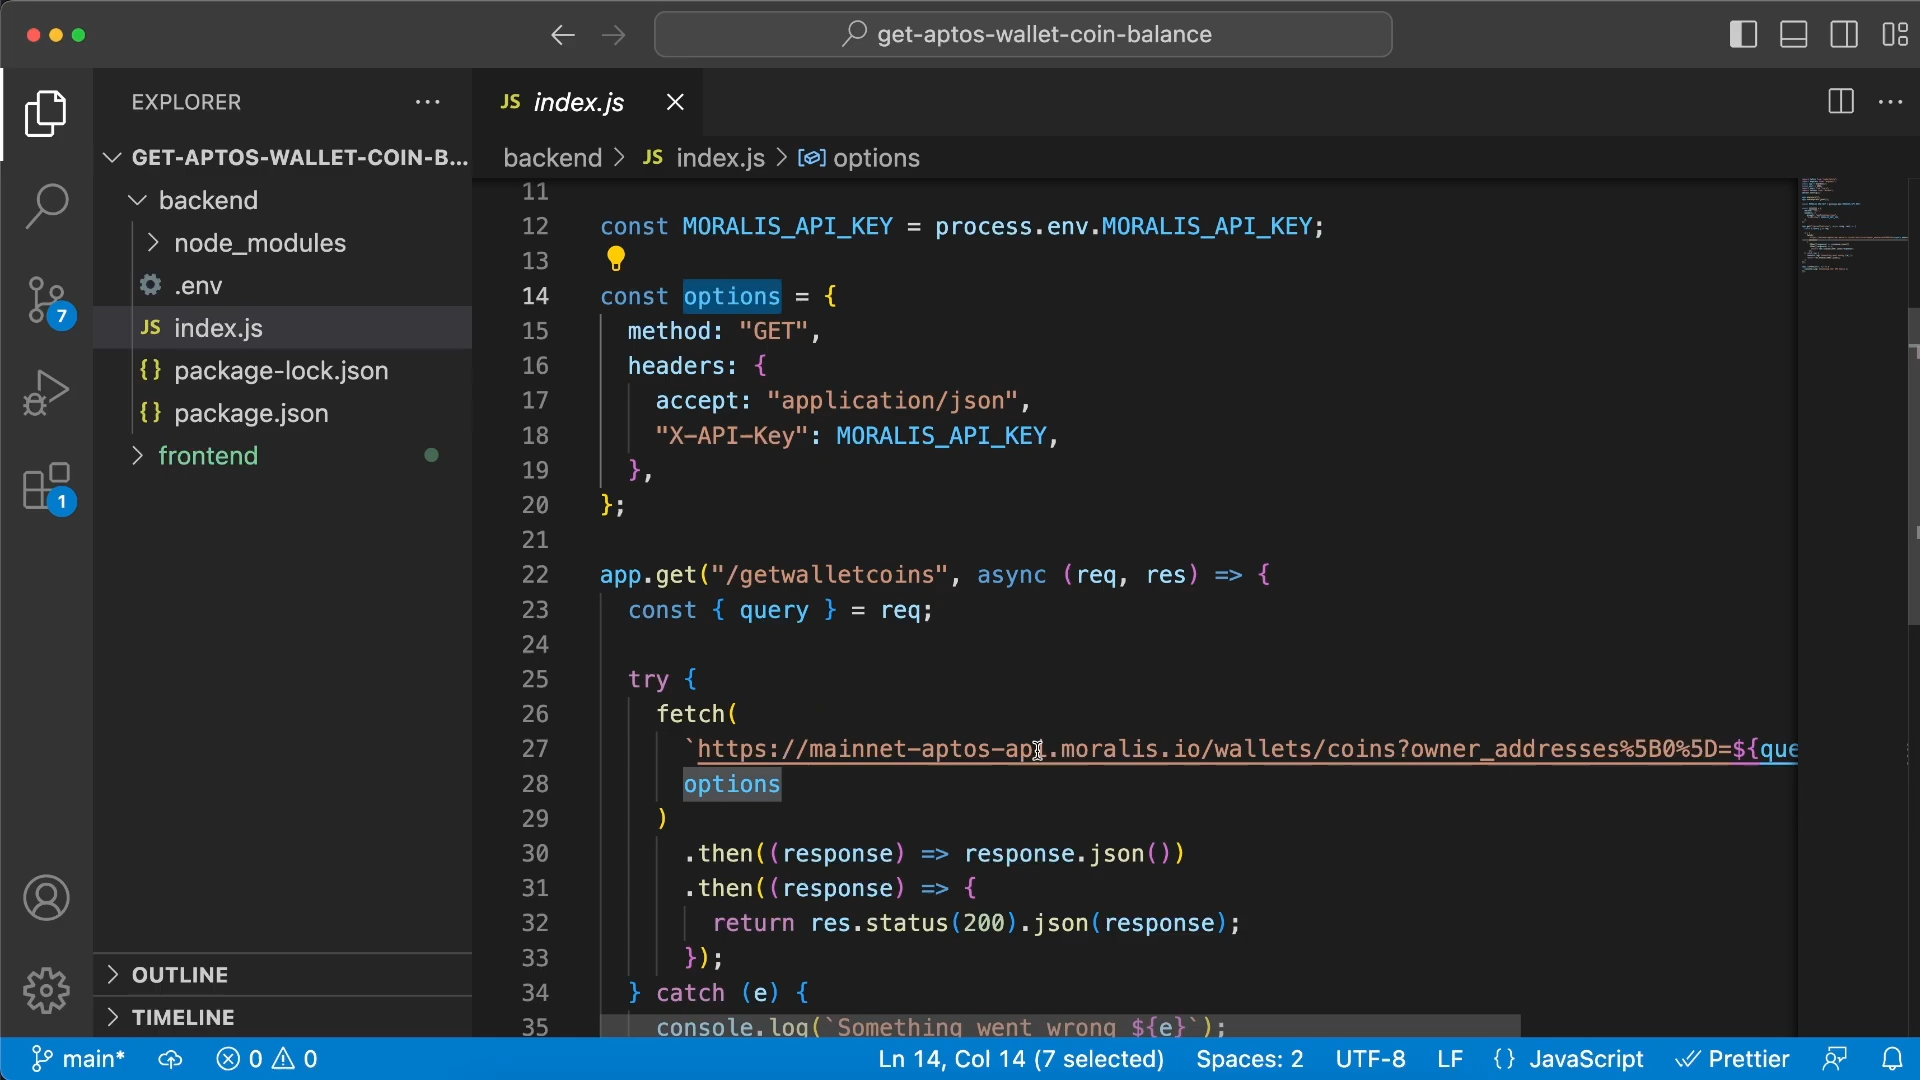 get-aptos-wallet-coin-balance
EXPLORER
JS index.js
GET-APTOS-WALLET-COIN-B...
backend > JS index.js > options
backend
node_modules
.env
JS index.js
{} package-lock.json
{} package.json
frontend
7
1
OUTLINE
TIMELINE
11
12 const MORALIS_API_KEY = process.env.MORALIS_API_KEY;
13
14 const options = {
15 method: "GET",
16 headers: {
17 accept: "application/json",
18 "X-API-Key": MORALIS_API_KEY,
19 },
20 };
21
22 app.get("/getwalletcoins", async (req, res) => {
23 const { query } = req;
24
25 try {
26 fetch(
27 `https://mainnet-aptos-api.moralis.io/wallets/coins?owner_addresses%5B0%5D=${que
28 options
29 )
30 .then((response) => response.json())
31 .then((response) => {
32 return res.status(200).json(response);
33 });
34 } catch (e) {
35 console.log(`Something went wrong ${e}`);
main* 0 0 Ln 14, Col 14 (7 selected) Spaces: 2 UTF-8 LF {} JavaScript Prettier